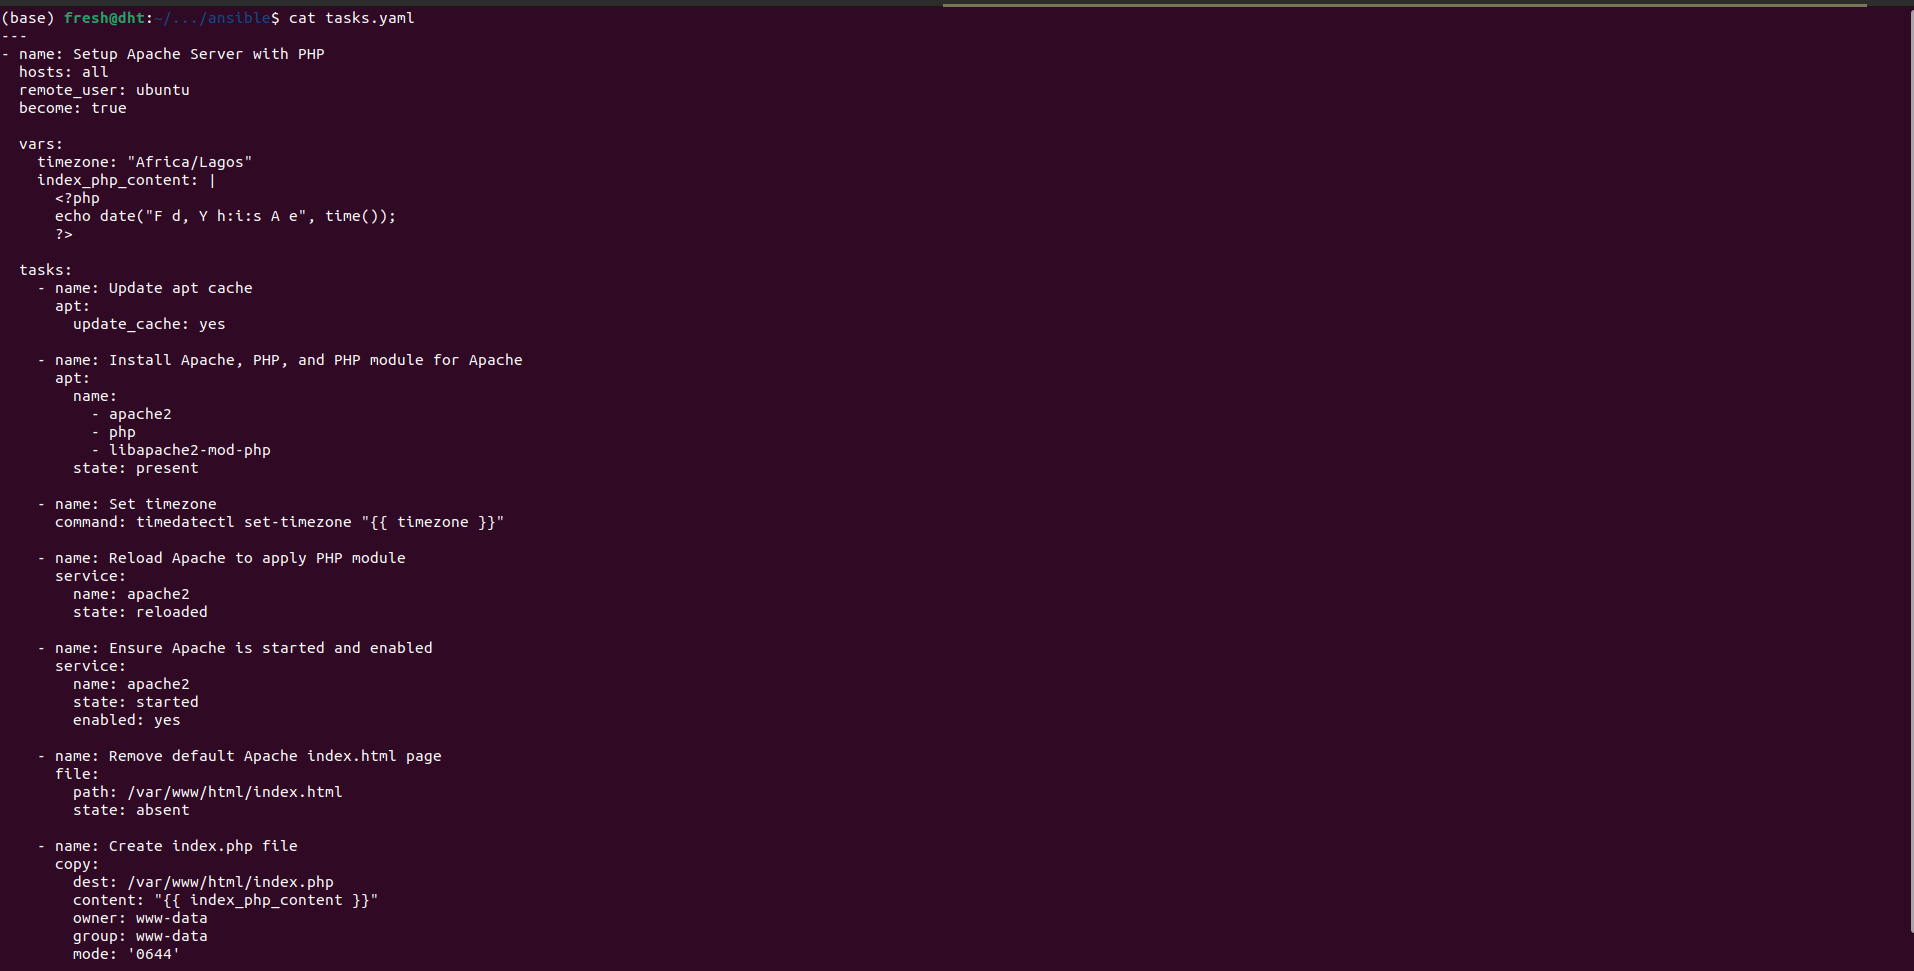 (base) fresh@dht:~/.../ansible$ cat tasks.yaml
---
- name: Setup Apache Server with PHP
  hosts: all
  remote_user: ubuntu
  become: true

  vars:
    timezone: "Africa/Lagos"
    index_php_content: |
      <?php
      echo date("F d, Y h:i:s A e", time());
      ?>

  tasks:
    - name: Update apt cache
      apt:
        update_cache: yes

    - name: Install Apache, PHP, and PHP module for Apache
      apt:
        name:
          - apache2
          - php
          - libapache2-mod-php
        state: present

    - name: Set timezone
      command: timedatectl set-timezone "{{ timezone }}"

    - name: Reload Apache to apply PHP module
      service:
        name: apache2
        state: reloaded

    - name: Ensure Apache is started and enabled
      service:
        name: apache2
        state: started
        enabled: yes

    - name: Remove default Apache index.html page
      file:
        path: /var/www/html/index.html
        state: absent

    - name: Create index.php file
      copy:
        dest: /var/www/html/index.php
        content: "{{ index_php_content }}"
        owner: www-data
        group: www-data
        mode: '0644'